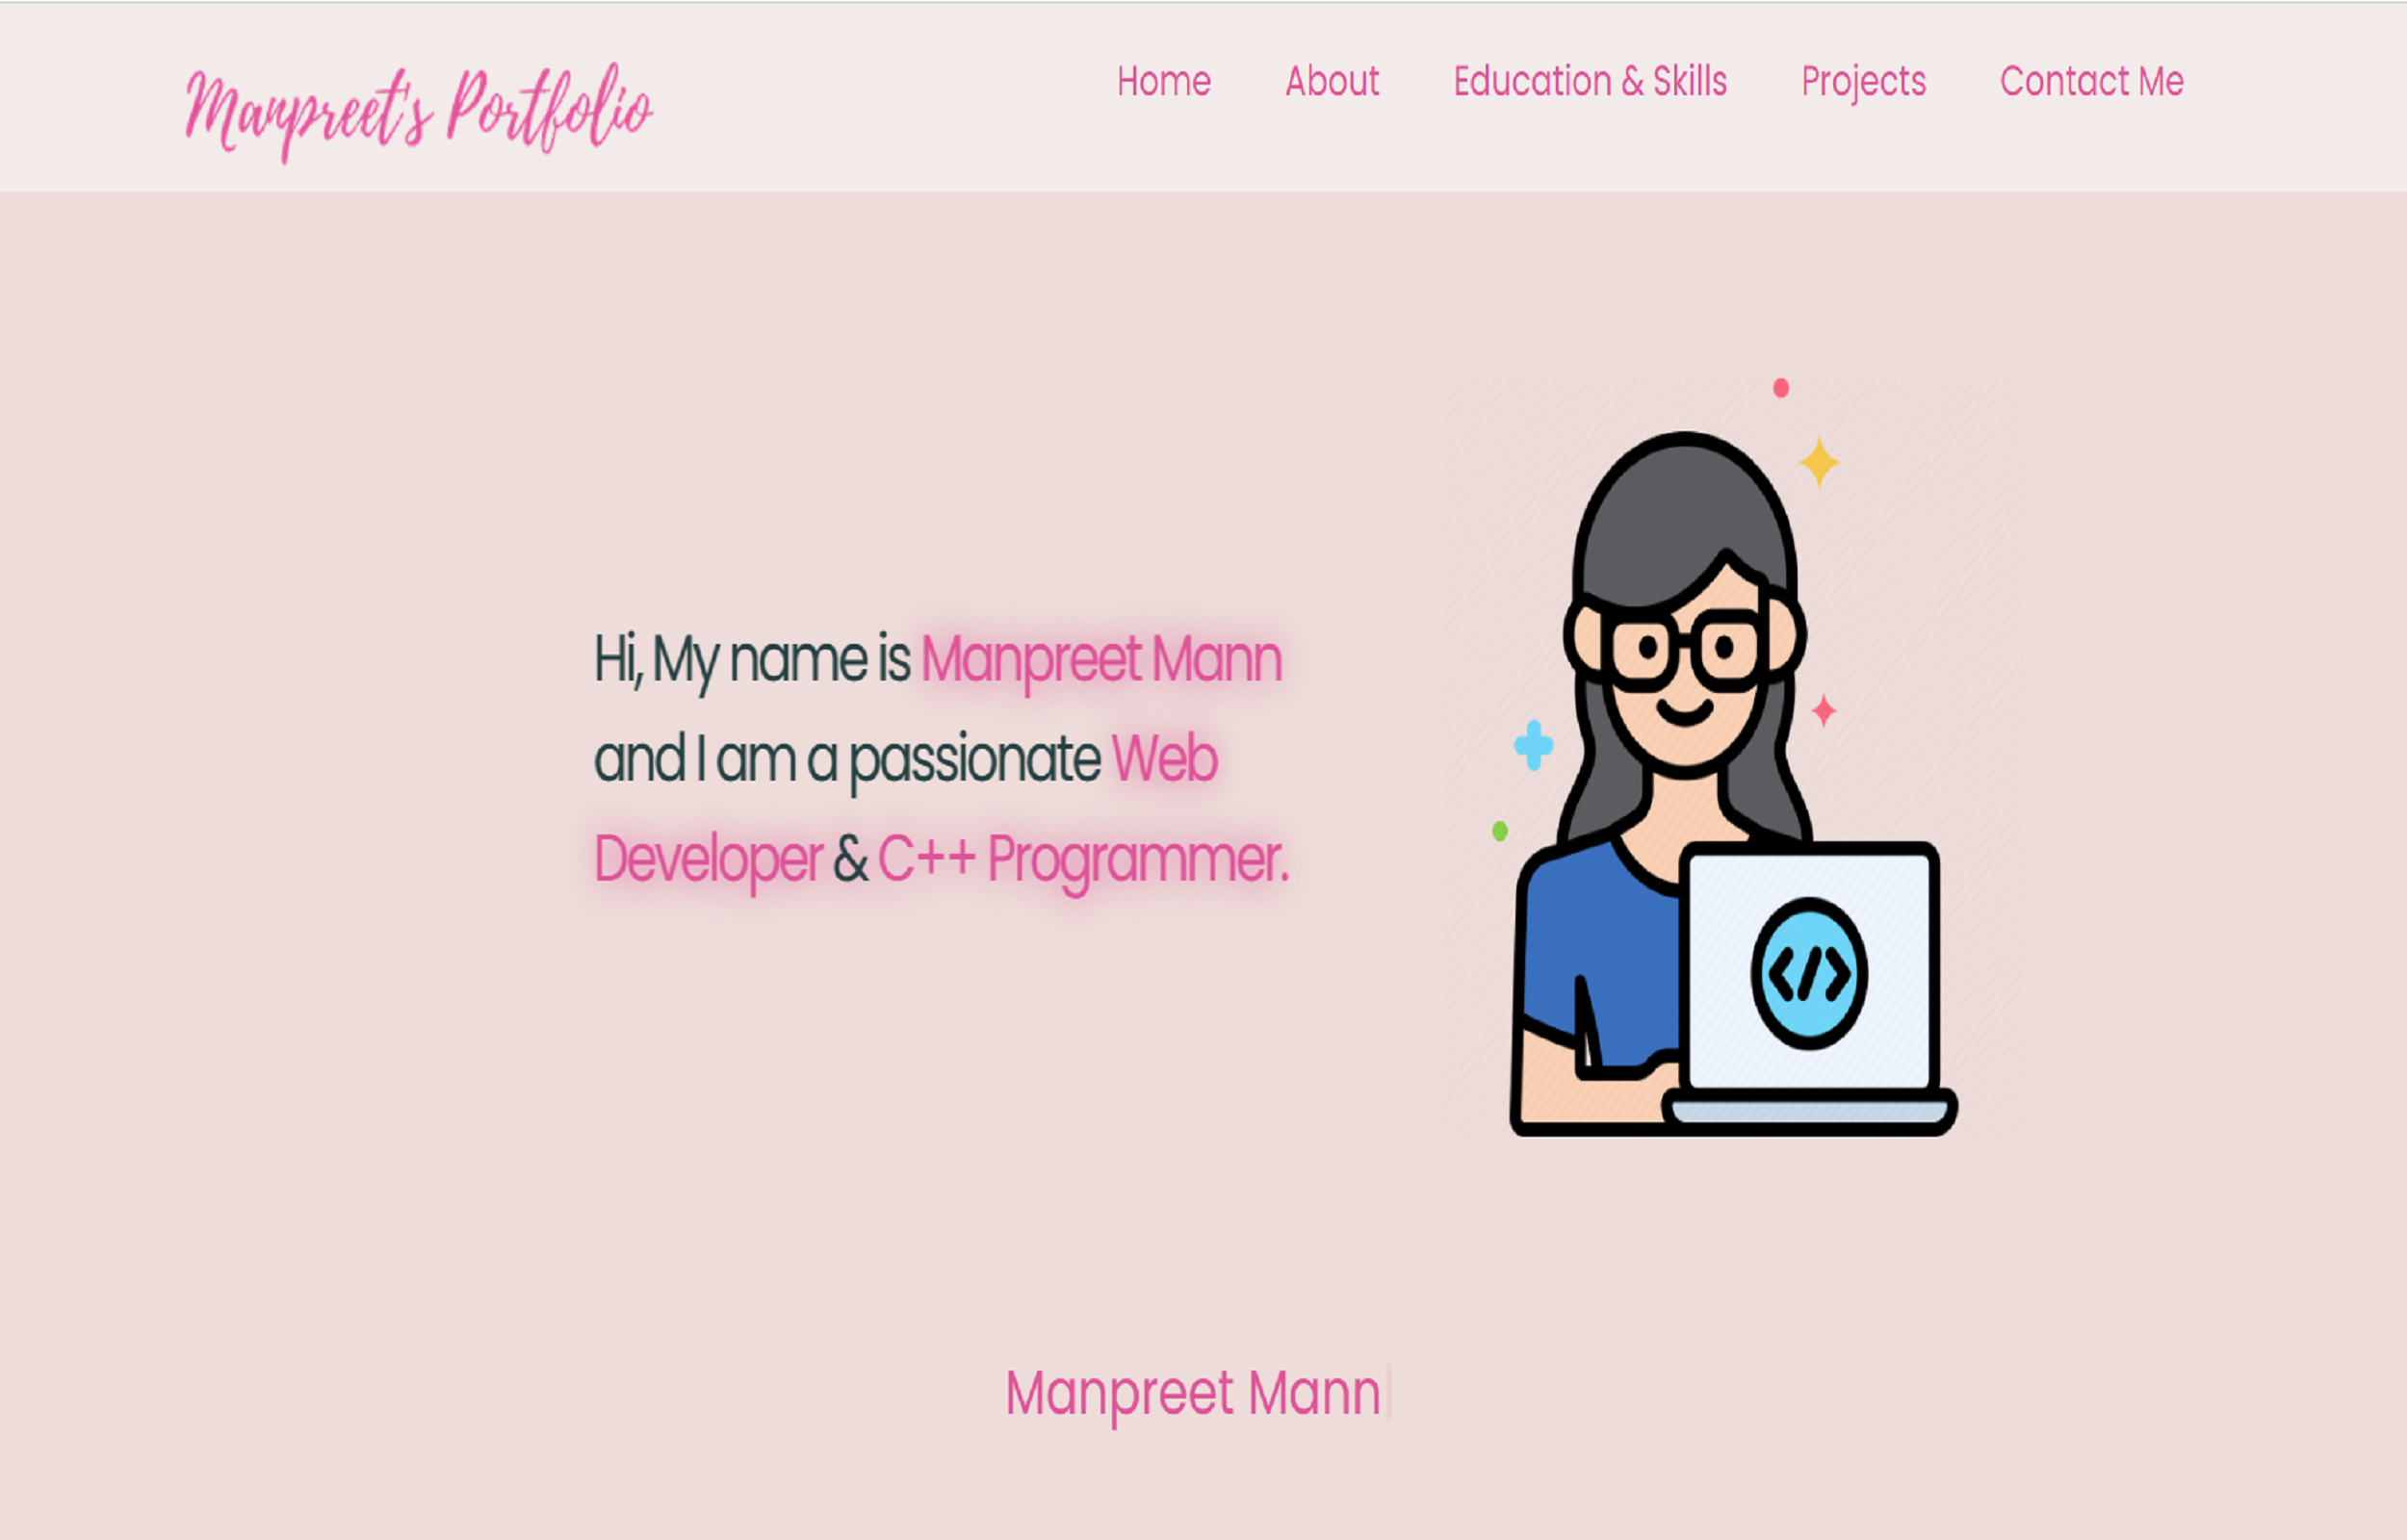 Manpreet's Portfolio
Home About Education & Skills Projects Contact Me
Hi, My name is Manpreet Mann
and I am a passionate Web
Developer & C++ Programmer.
</>
Manpreet Mann